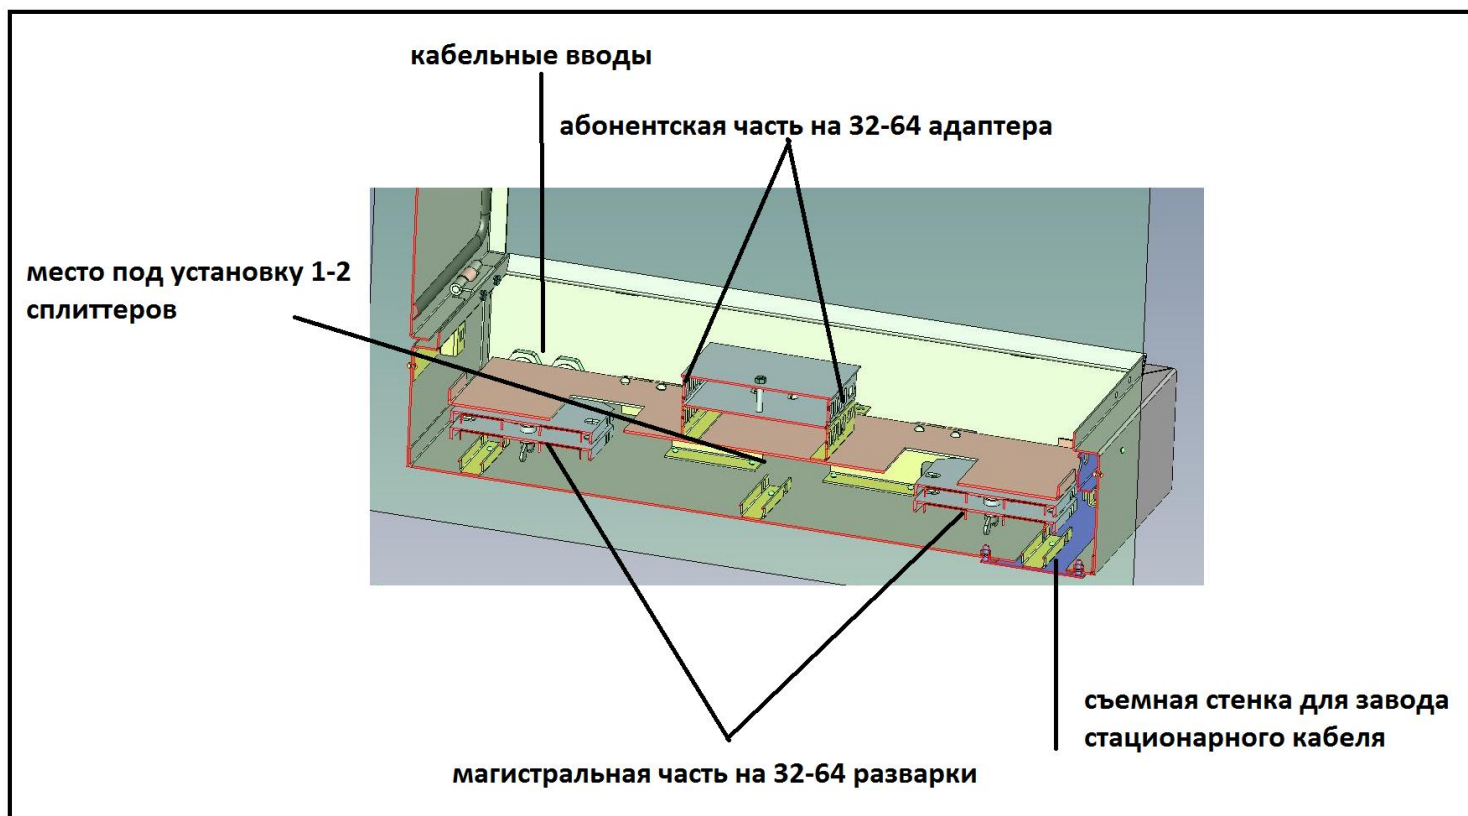 кабельные вводы
абонентская часть на 32-64 адаптера
место под установку 1-2
сплиттеров
съемная стенка для завода
стационарного кабеля
магистральная часть на 32-64 разварки